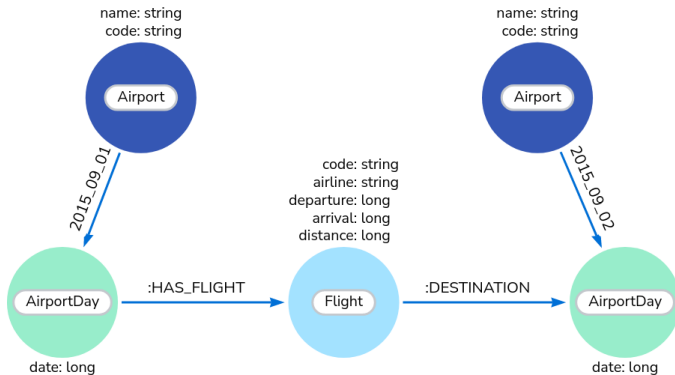 name: string
code: string
Airport
name: string
code: string
Airport
2015_09_01
2015_09_02
code: string
airline: string
departure: long
arrival: long
distance: long
AirportDay
:HAS_FLIGHT
Flight
:DESTINATION
AirportDay
date: long
date: long